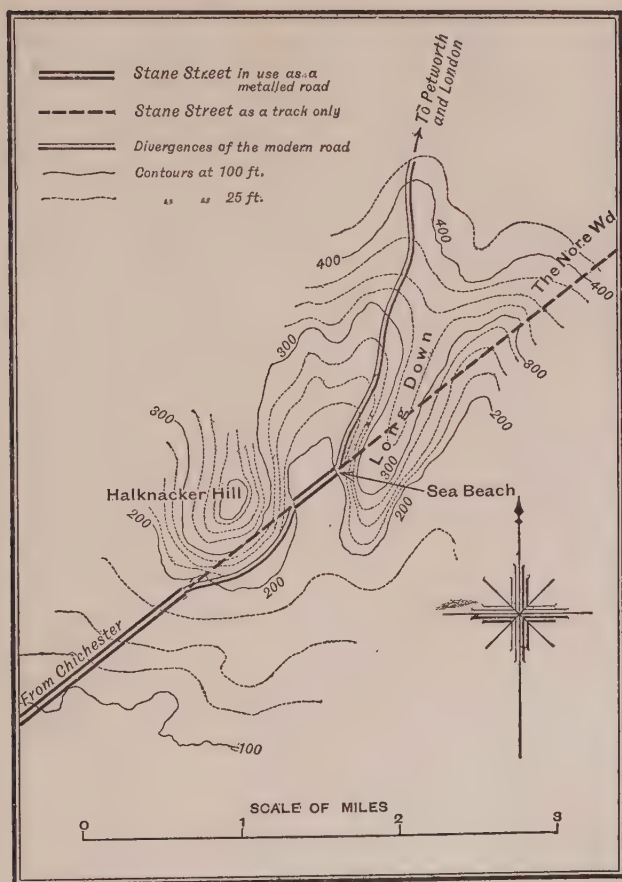 Stane Street in use as a
metalled road
Stane Street as a track only
Divergences of the modern road
Contours at 100 ft.
" " 25 ft.
To Petworth
and London
400
400
The Nore Wd
400
300
300
Long Down
300
200
300
Halknacker Hill
200
200
Sea Beach
200
From Chichester
100
SCALE OF MILES
0 1 2 3